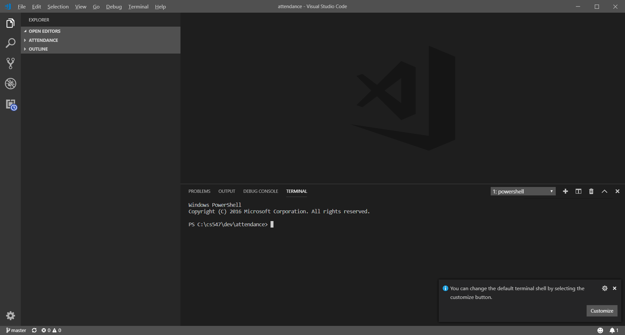 File Edit Selection View Go Debug Terminal Help
attendance - Visual Studio Code
EXPLORER
OPEN EDITORS
ATTENDANCE
OUTLINE
PROBLEMS OUTPUT DEBUG CONSOLE TERMINAL
1: powershell
Windows PowerShell
Copyright (C) 2016 Microsoft Corporation. All rights reserved.
PS C:\cs547\dev\attendance>
You can change the default terminal shell by selecting the
customize button.
Customize
master 0 0 1